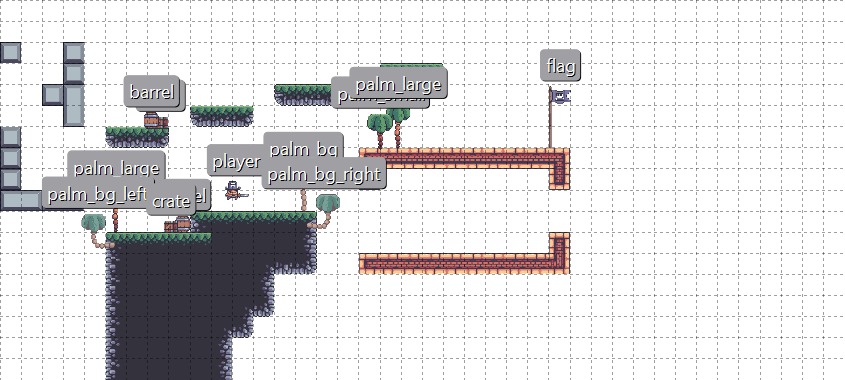 flag
palm_large
barrel
palm_bg
player
palm_large
palm_bg_right
palm_bg_left
crate